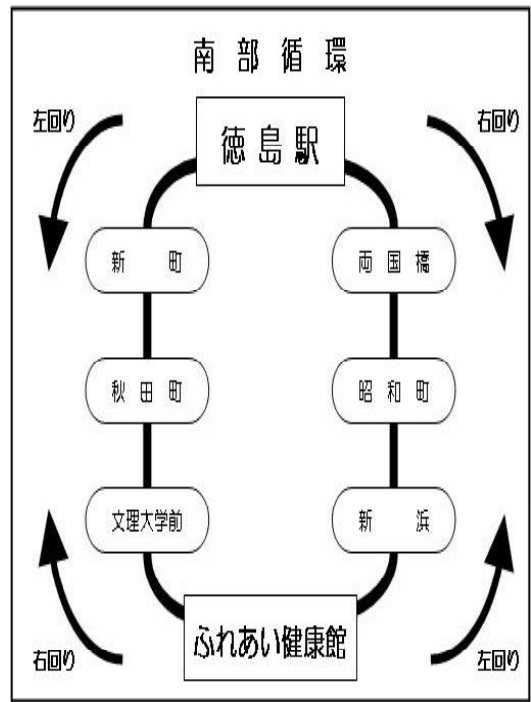 南部循環
左回り
徳島駅
右回り
新町
両国橋
秋田町
昭和町
文理大学前
新浜
右回り
ふれあい健康館
左回り